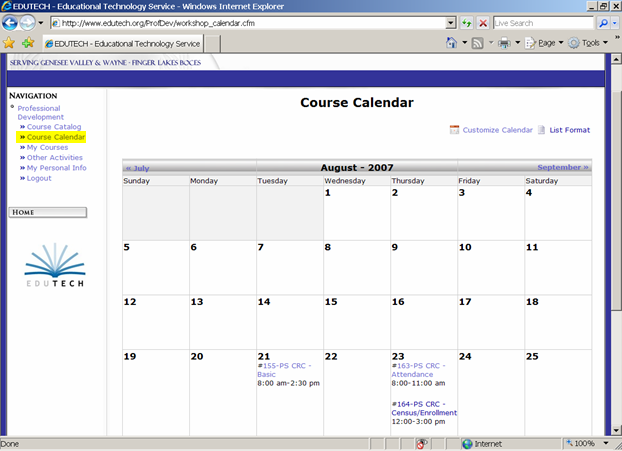 EDUTECH - Educational Technology Service - Windows Internet Explorer
http://www.edutech.org/ProfDev/workshop_calendar.cfm
Live Search
EDUTECH - Educational Technology Service
Page
Tools
SERVING GENESEE VALLEY & WAYNE - FINGER LAKES BOCES
NAVIGATION
Professional
Development
» Course Catalog
» Course Calendar
» My Courses
» Other Activities
» My Personal Info
» Logout
HOME
EDUTECH
Course Calendar
Customize Calendar
List Format
« July
August - 2007
September »
Sunday Monday Tuesday Wednesday Thursday Friday Saturday
1 2 3 4
5 6 7 8 9 10 11
12 13 14 15 16 17 18
19 20 21 22 23 24 25
#155-PS CRC -
Basic
8:00 am-2:30 pm
#163-PS CRC -
Attendance
8:00-11:00 am
#164-PS CRC -
Census/Enrollment
12:00-3:00 pm
Done
Internet
100%